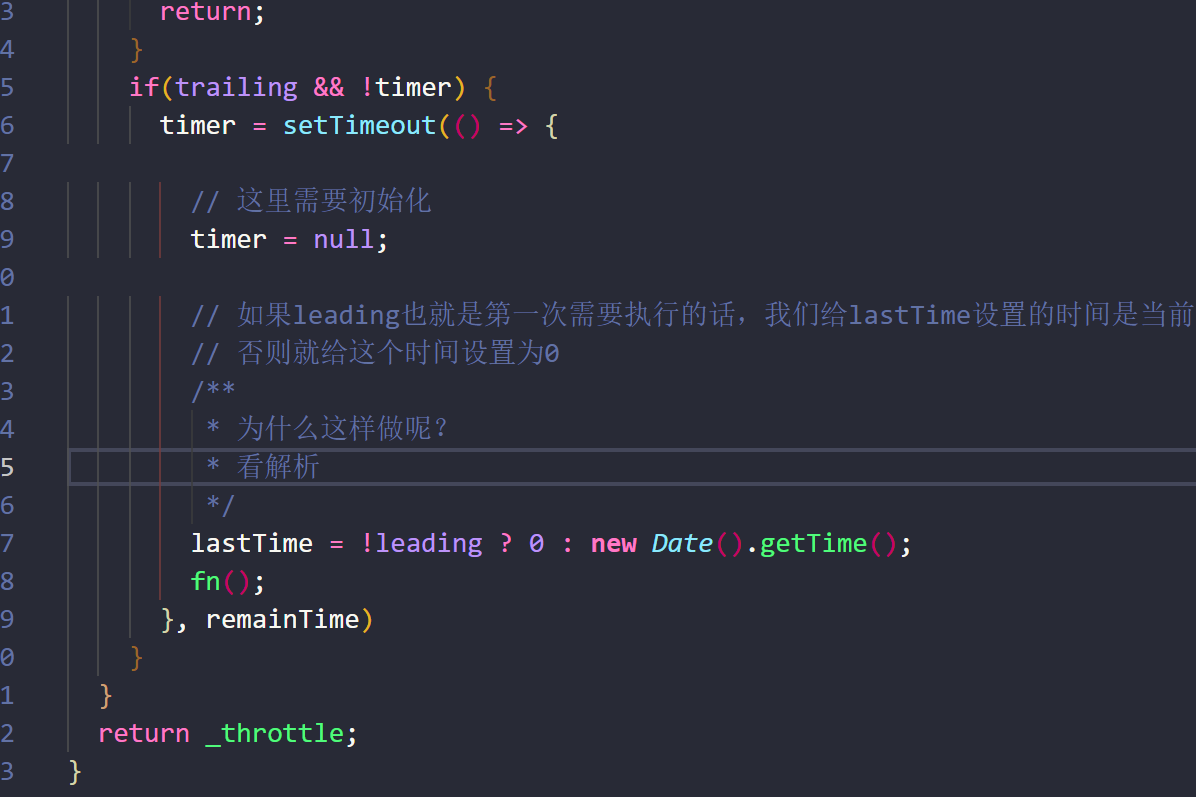 3 return;
4 }
5 if(trailing && !timer) {
6 timer = setTimeout(() => {
7
8 // 这里需要初始化
9 timer = null;
0
1 // 如果leading也就是第一次需要执行的话，我们给lastTime设置的时间是当前
2 // 否则就给这个时间设置为0
3 /**
4 * 为什么这样做呢？
5 * 看解析
6 */
7 lastTime = !leading ? 0 : new Date().getTime();
8 fn();
9 }, remainTime)
0 }
1 }
2 return _throttle;
3 }